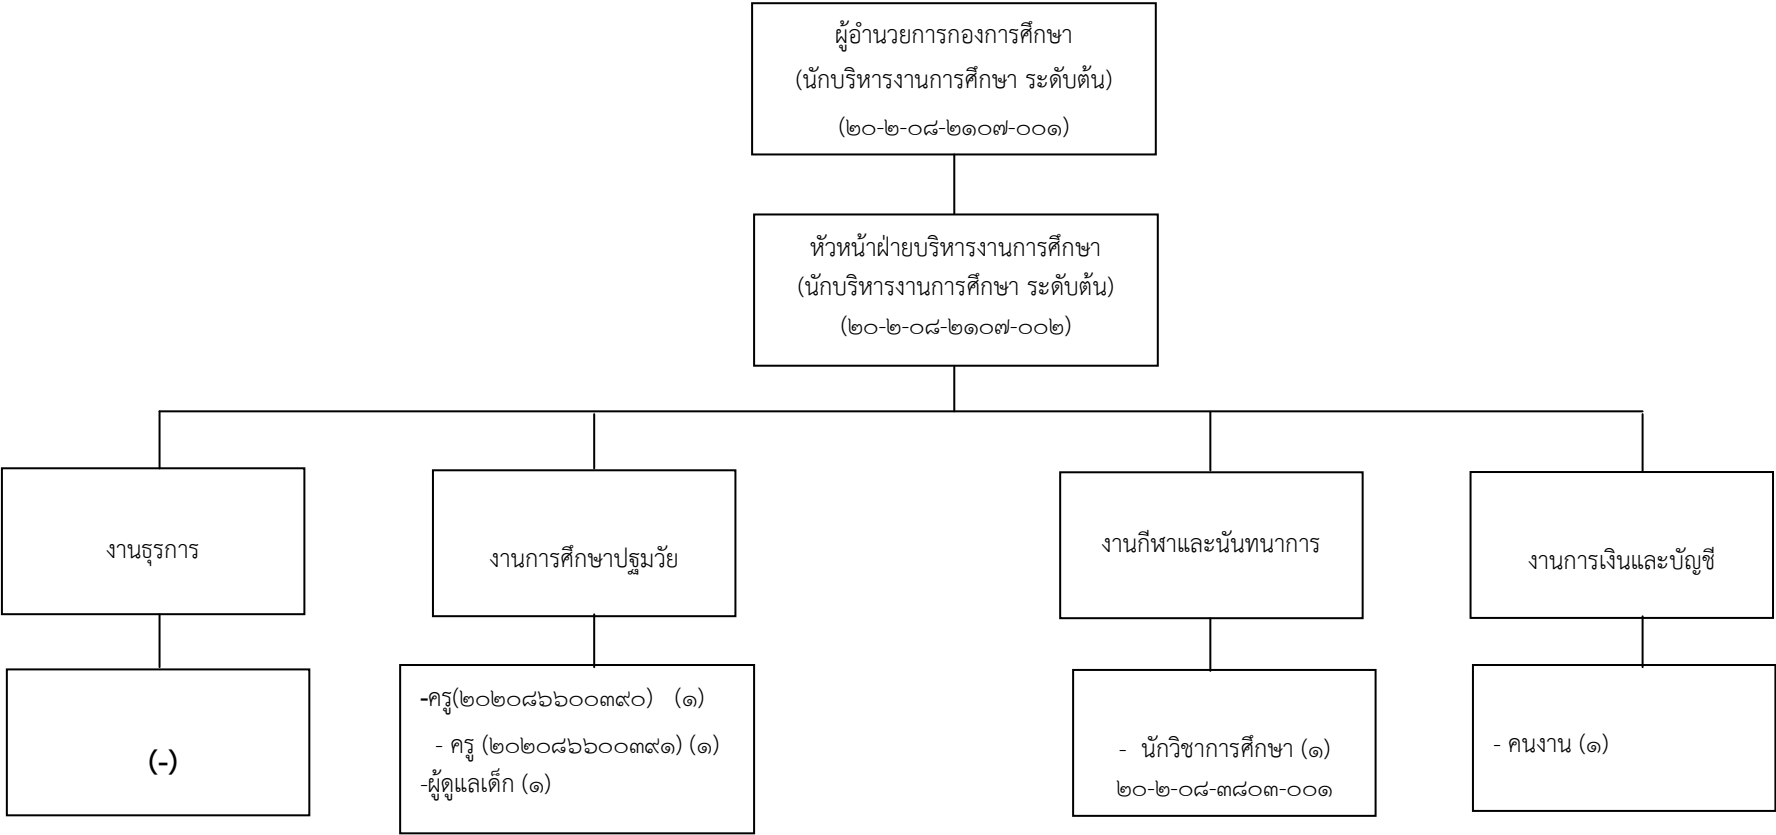 ผู้อำนวยการกองการศึกษา
(นักบริหารงานการศึกษา ระดับต้น)
(๒๐-๒-๐๘-๒๑๐๗-๐๐๑)
หัวหน้าฝ่ายบริหารงานการศึกษา
(นักบริหารงานการศึกษา ระดับต้น)
(๒๐-๒-๐๘-๒๑๐๗-๐๐๒)
งานธุรการ
งานการศึกษาปฐมวัย
งานกีฬาและนันทนาการ
งานการเงินและบัญชี
(-)
-ครู(๒๐๒๐๘๖๖๐๐๓๙๐) (๑)
- ครู (๒๐๒๐๘๖๖๐๐๓๙๑) (๑)
-ผู้ดูแลเด็ก (๑)
- นักวิชาการศึกษา (๑)
๒๐-๒-๐๘-๓๘๐๓-๐๐๑
- คนงาน (๑)